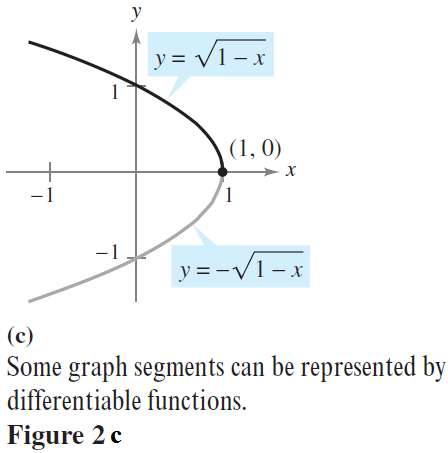 y
y = √1 − x
1
(1, 0)
x
−1
1
−1
y = −√1 − x
(c)
Some graph segments can be represented by
differentiable functions.
Figure 2 c